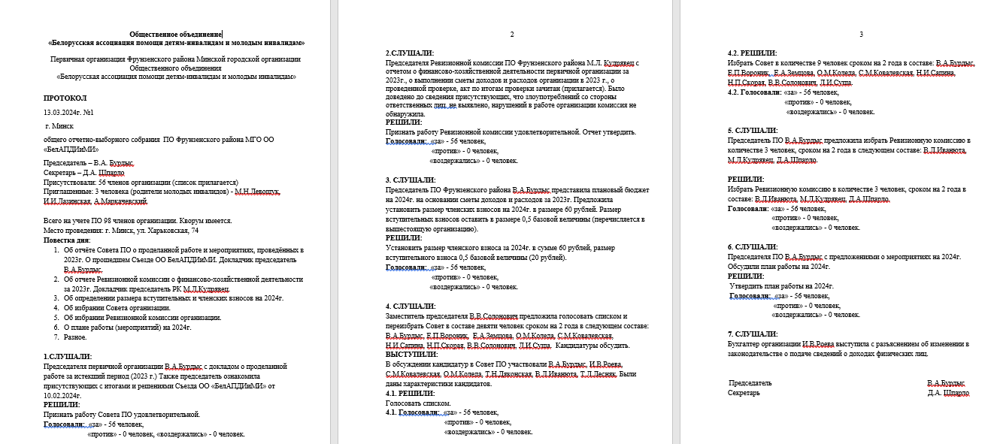 Общественное объединение
«Белорусская ассоциация помощи детям-инвалидам и молодым инвалидам»
Первичная организация Фрунзенского района Минской городской организации
Общественного объединения
«Белорусская ассоциация помощи детям-инвалидам и молодым инвалидам»
ПРОТОКОЛ
13.03.2024г. №1
г. Минск
общего отчетно-выборного собрания ПО Фрунзенского района МГО ОО
«БелАПДИиМИ»
Председатель – В.А. Бурдыс
Секретарь – Д.А. Шпарло
Присутствовали: 56 членов организации (список прилагается)
Приглашенные: 3 человека (родители молодых инвалидов) - М.Н.Левощук,
И.И.Лазинская, А.Маркачевский.
Всего на учете ПО 98 членов организации. Кворум имеется.
Место проведения: г. Минск, ул. Харьковская, 74
Повестка дня:
1. Об отчёте Совета ПО о проделанной работе и мероприятиях, проведённых в
2023г. О прошедшем Съезде ОО БелАПДИиМИ. Докладчик председатель
В.А.Бурдыс.
2. Об отчете Ревизионной комиссии о финансово-хозяйственной деятельности
за 2023г. Докладчик председатель РК М.Л.Кудрявец.
3. Об определении размера вступительных и членских взносов на 2024г.
4. Об избрании Совета организации.
5. Об избрании Ревизионной комиссии организации.
6. О плане работы (мероприятий) на 2024г.
7. Разное.
1.СЛУШАЛИ:
Председателя первичной организации В.А.Бурдыс с докладом о проделанной
работе за истекший период (2023 г.) Также председатель ознакомила
присутствующих с итогами и решениями Съезда ОО «БелАПДИиМИ» от
10.02.2024г.
РЕШИЛИ:
Признать работу Совета ПО удовлетворительной.
Голосовали: «за» - 56 человек,
«против» - 0 человек, «воздержались» - 0 человек.
2
2.СЛУШАЛИ:
Председателя Ревизионной комиссии ПО Фрунзенского района М.Л. Кудрявец с
отчетом о финансово-хозяйственной деятельности первичной организации за
2023г., о выполнении сметы доходов и расходов организации в 2023 г., о
проведенной проверке, акт по итогам проверки зачитан (прилагается). Было
доведено до сведения присутствующих, что злоупотреблений со стороны
ответственных лиц не выявлено, нарушений в работе организации комиссия не
обнаружила.
РЕШИЛИ:
Признать работу Ревизионной комиссии удовлетворительной. Отчет утвердить.
Голосовали: «за» - 56 человек,
«против» - 0 человек,
«воздержались» - 0 человек.
3. СЛУШАЛИ:
Председатель ПО Фрунзенского района В.А.Бурдыс представила плановый бюджет
на 2024г. на основании сметы доходов и расходов за 2023г. Предложила
установить размер членских взносов на 2024г. в размере 60 рублей. Размер
вступительных взносов оставить в размере 0,5 базовой величины (перечисляется в
вышестоящую организацию).
РЕШИЛИ:
Установить размер членского взноса за 2024г. в сумме 60 рублей, размер
вступительного взноса 0,5 базовой величины (20 рублей).
Голосовали: «за» - 56 человек,
«против» - 0 человек,
«воздержались» - 0 человек.
4. СЛУШАЛИ:
Заместитель председателя В.В.Солонович предложила голосовать списком и
переизбрать Совет в составе девяти человек сроком на 2 года в следующем составе:
В.А.Бурдыс, Е.П.Вороник, Е.А.Земцова, О.М.Коледа, С.М.Ковалевская,
Н.И.Сапина, Н.П.Скорая, В.В.Солонович, Л.И.Суща. Кандидатуры обсудить.
ВЫСТУПИЛИ:
В обсуждении кандидатур в Совет ПО участвовали В.А.Бурдыс, И.В.Роева,
С.М.Ковалевская, О.М.Коледа, Т.Н.Дяконская, В.Л.Иванюта, Т.Л.Лесняк. Были
даны характеристики кандидатов.
4.1. РЕШИЛИ:
Голосовать списком.
4.1. Голосовали: «за» - 56 человек,
«против» - 0 человек,
«воздержались» - 0 человек.
3
4.2. РЕШИЛИ:
Избрать Совет в количестве 9 человек сроком на 2 года в составе: В.А.Бурдыс,
Е.П.Вороник, Е.А.Земцова, О.М.Коледа, С.М.Ковалевская, Н.И.Сапина,
Н.П.Скорая, В.В.Солонович, Л.И.Суща.
4.2. Голосовали: «за» - 56 человек,
«против» - 0 человек,
«воздержались» - 0 человек.
5. СЛУШАЛИ:
Председатель ПО В.А.Бурдыс предложила избрать Ревизионную комиссию в
количестве 3 человек, сроком на 2 года в следующем составе: В.Л.Иванюта,
М.Л.Кудрявец, Д.А.Шпарло.
РЕШИЛИ:
Избрать Ревизионную комиссию в количестве 3 человек, сроком на 2 года в
составе: В.Л.Иванюта, М.Л.Кудрявец, Д.А.Шпарло.
Голосовали: «за» - 56 человек,
«против» - 0 человек,
«воздержались» - 0 человек.
6. СЛУШАЛИ:
Председателя ПО В.А.Бурдыс с предложениями о мероприятиях на 2024г.
Обсудили план работы на 2024г.
РЕШИЛИ:
Утвердить план работы на 2024г.
Голосовали: «за» - 56 человек,
«против» - 0 человек,
«воздержались» - 0 человек.
7. СЛУШАЛИ:
Бухгалтер организации И.В.Роева выступила с разъяснением об изменении в
законодательстве о подаче сведений о доходах физических лиц.
Председатель В.А.Бурдыс
Секретарь Д.А. Шпарло